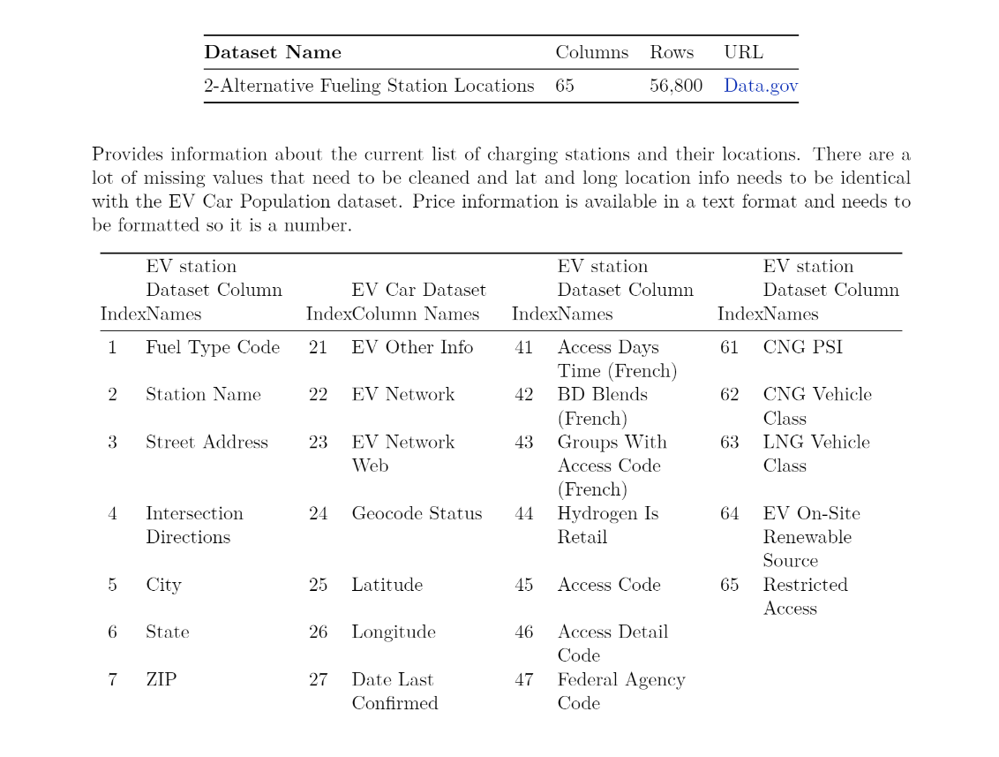 Dataset Name Columns Rows URL
2-Alternative Fueling Station Locations 65 56,800 Data.gov
Provides information about the current list of charging stations and their locations. There are a
lot of missing values that need to be cleaned and lat and long location info needs to be identical
with the EV Car Population dataset. Price information is available in a text format and needs to
be formatted so it is a number.
EV station EV station EV station
Dataset Column EV Car Dataset Dataset Column Dataset Column
IndexNames IndexColumn Names IndexNames IndexNames
1 Fuel Type Code 21 EV Other Info 41 Access Days 61 CNG PSI
Time (French)
2 Station Name 22 EV Network 42 BD Blends 62 CNG Vehicle
(French) Class
3 Street Address 23 EV Network 43 Groups With 63 LNG Vehicle
Web Access Code Class
(French)
4 Intersection 24 Geocode Status 44 Hydrogen Is 64 EV On-Site
Directions Retail Renewable
Source
5 City 25 Latitude 45 Access Code 65 Restricted
Access
6 State 26 Longitude 46 Access Detail
Code
7 ZIP 27 Date Last 47 Federal Agency
Confirmed Code